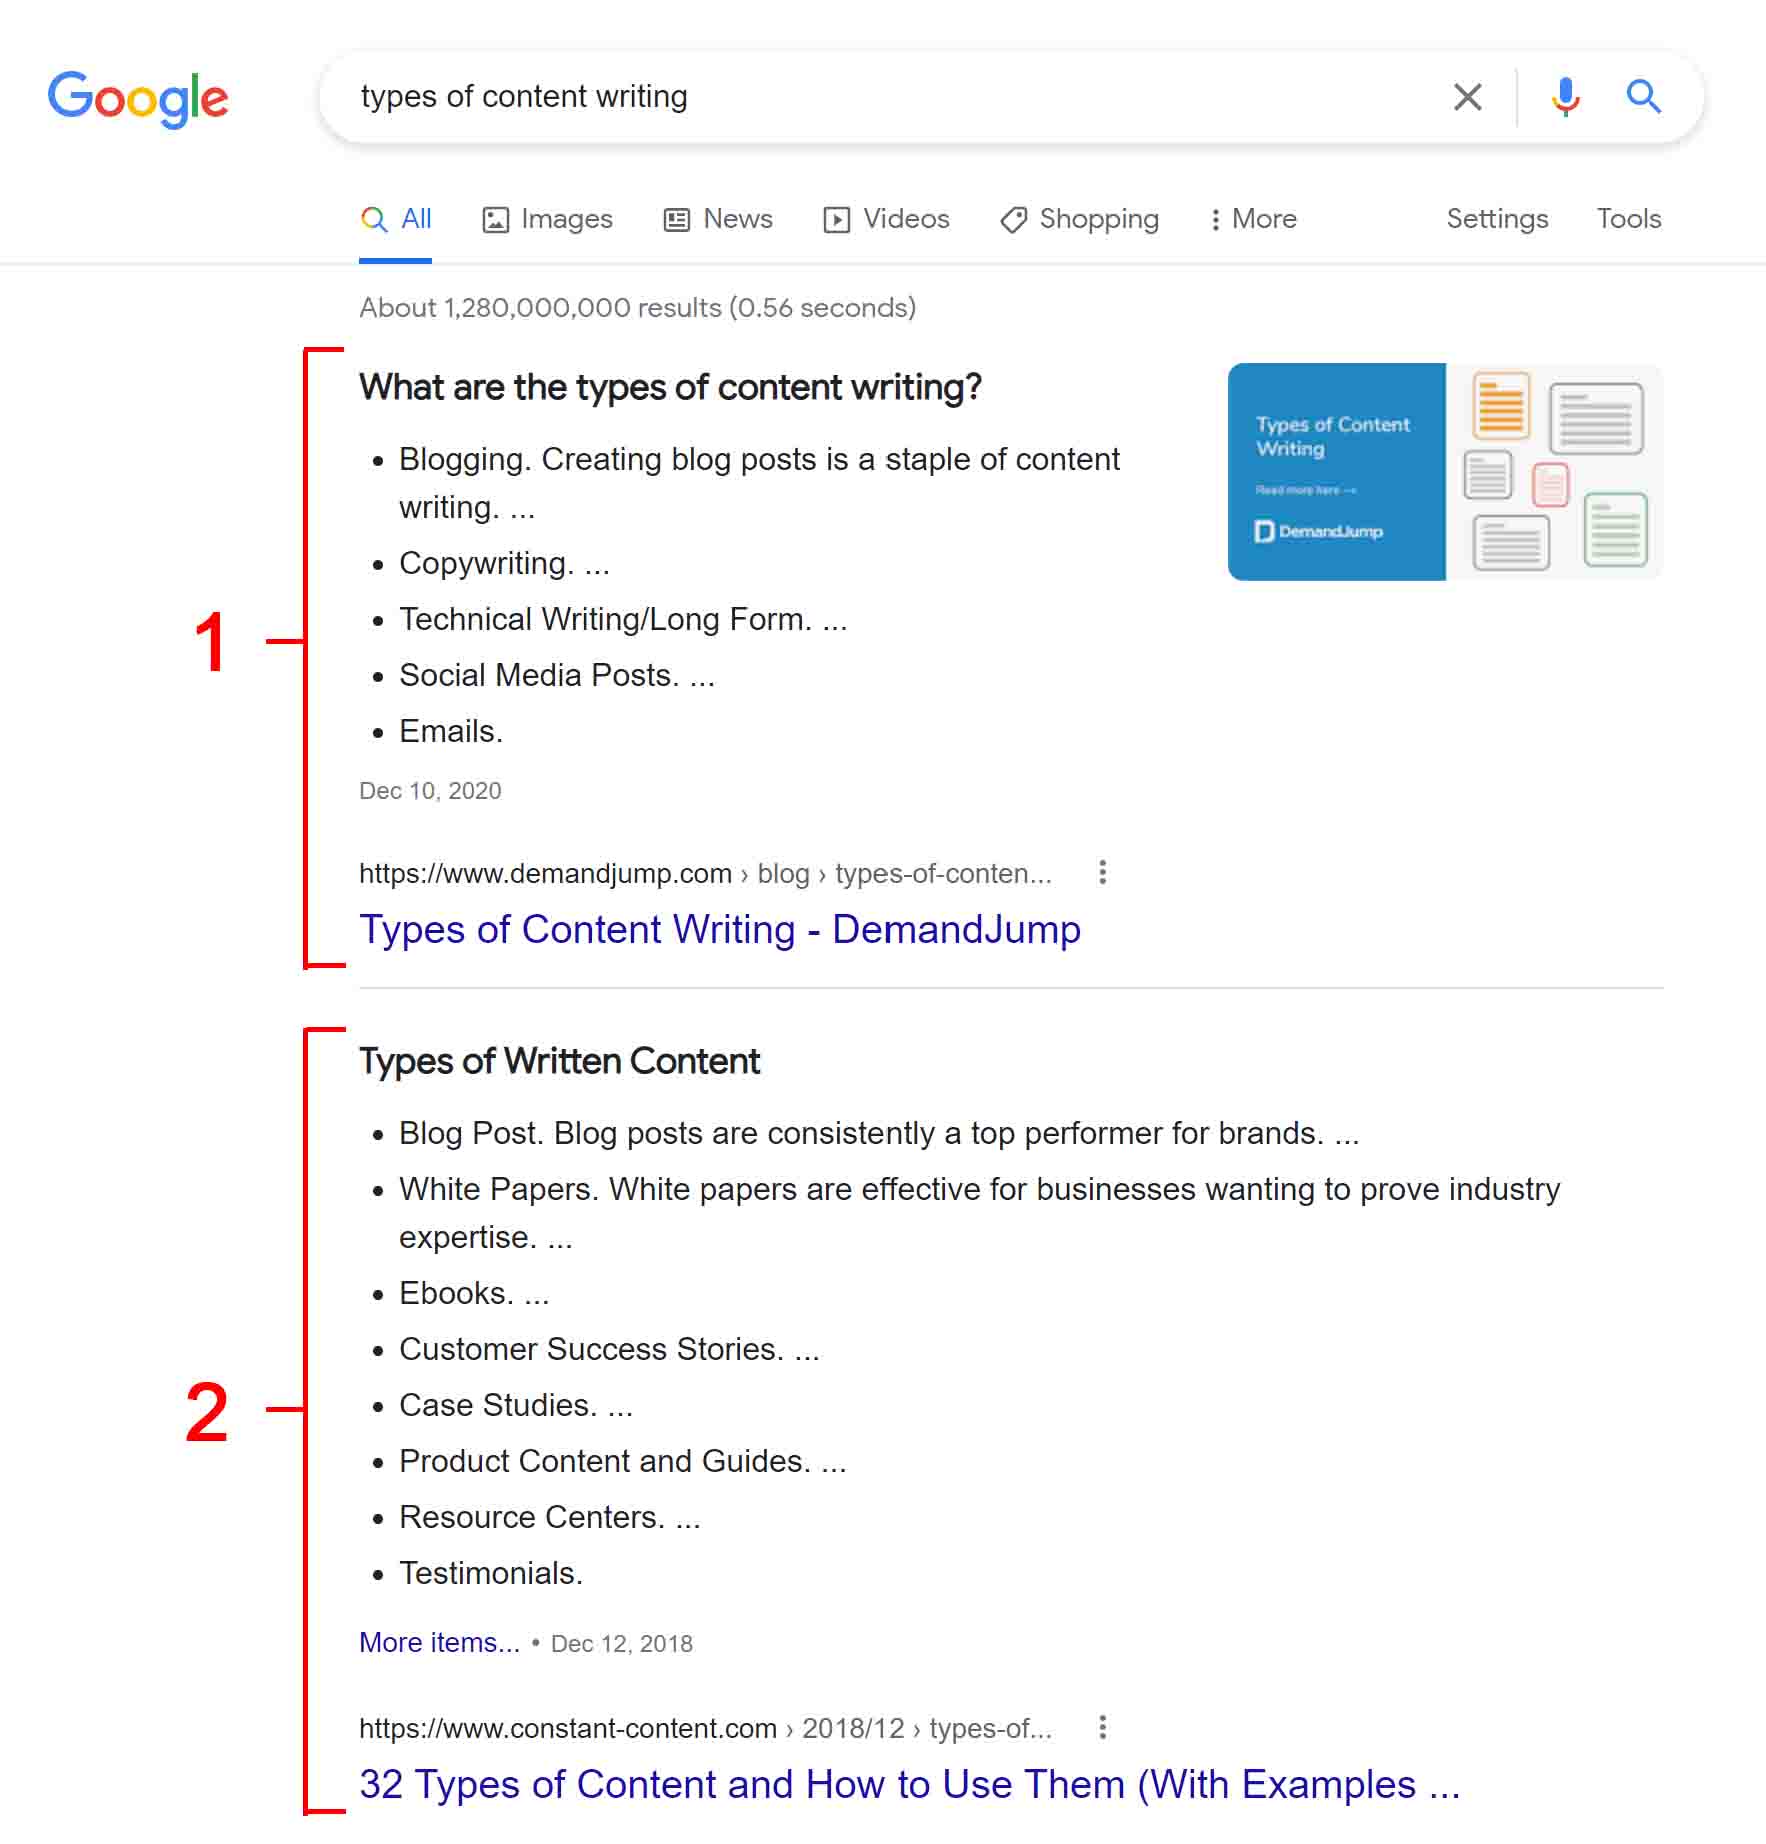 Google
types of content writing
All Images News Videos Shopping More Settings Tools
About 1,280,000,000 results (0.56 seconds)
1
What are the types of content writing?
• Blogging. Creating blog posts is a staple of content
writing. ...
• Copywriting. ...
• Technical Writing/Long Form. ...
• Social Media Posts. ...
• Emails.
Dec 10, 2020
Types of Content
Writing
Read more here →
DemandJump
https://www.demandjump.com › blog › types-of-conten...
Types of Content Writing - DemandJump
2
Types of Written Content
• Blog Post. Blog posts are consistently a top performer for brands. ...
• White Papers. White papers are effective for businesses wanting to prove industry
expertise. ...
• Ebooks. ...
• Customer Success Stories. ...
• Case Studies. ...
• Product Content and Guides. ...
• Resource Centers. ...
• Testimonials.
More items... • Dec 12, 2018
https://www.constant-content.com › 2018/12 › types-of...
32 Types of Content and How to Use Them (With Examples ...